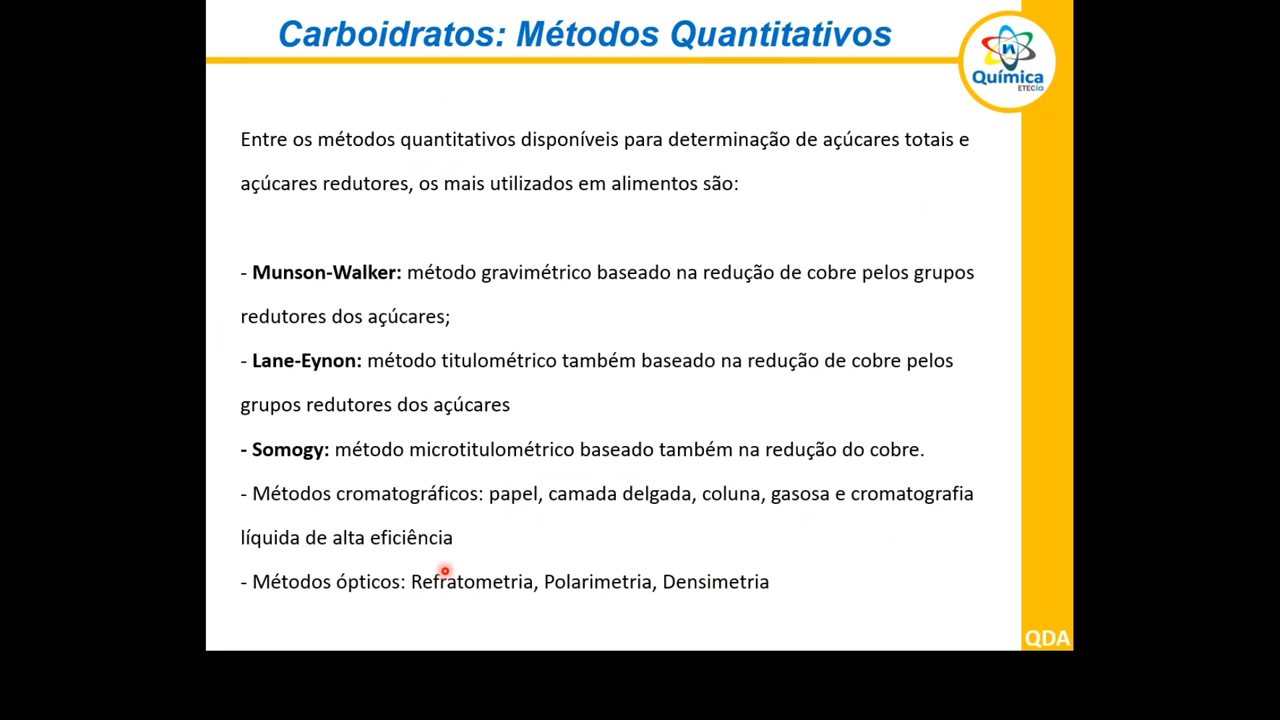 Carboidratos: Métodos Quantitativos
n
Química
ETECia
Entre os métodos quantitativos disponíveis para determinação de açúcares totais e
açúcares redutores, os mais utilizados em alimentos são:
- Munson-Walker: método gravimétrico baseado na redução de cobre pelos grupos
redutores dos açúcares;
- Lane-Eynon: método titulométrico também baseado na redução de cobre pelos
grupos redutores dos açúcares
- Somogy: método microtitulométrico baseado também na redução do cobre.
- Métodos cromatográficos: papel, camada delgada, coluna, gasosa e cromatografia
líquida de alta eficiência
- Métodos ópticos: Refratometria, Polarimetria, Densimetria
QDA